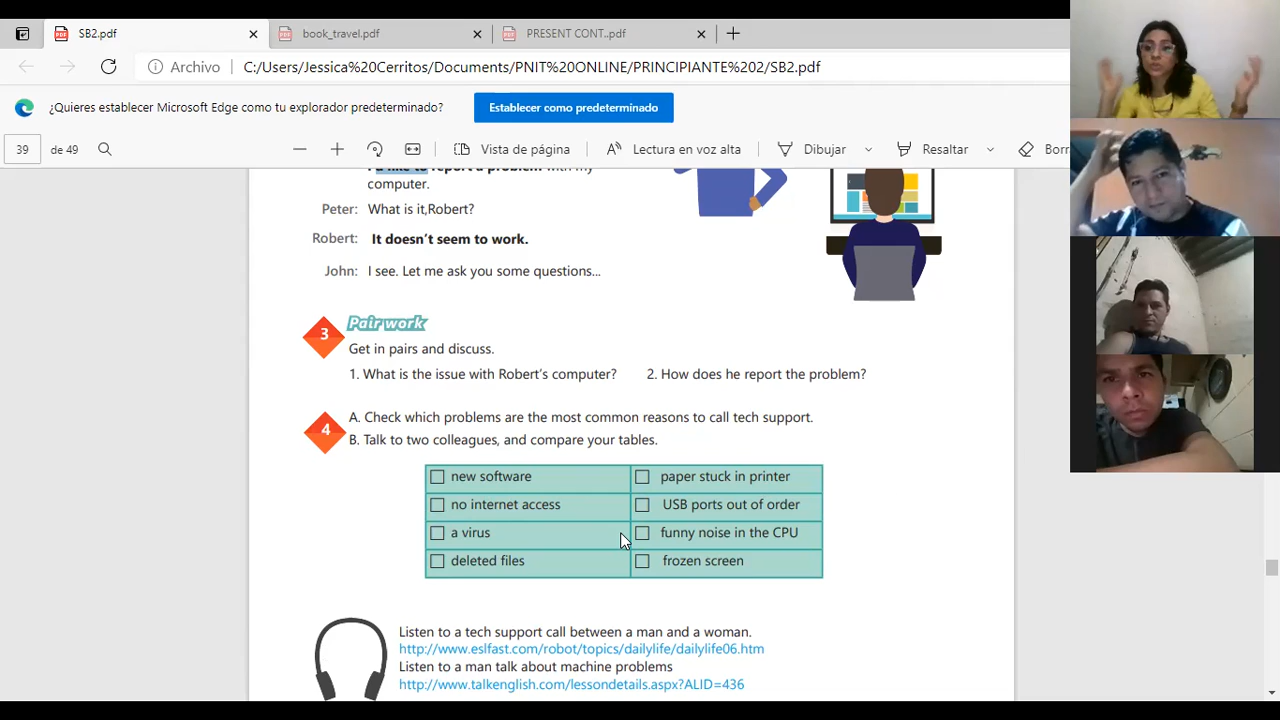 SB2.pdf
book_travel.pdf
PRESENT CONT..pdf
Archivo
C:/Users/Jessica%20Cerritos/Documents/PNIT%20ONLINE/PRINCIPIANTE%202/SB2.pdf
¿Quieres establecer Microsoft Edge como tu explorador predeterminado?
Establecer como predeterminado
39
de 49
Vista de página
Lectura en voz alta
Dibujar
Resaltar
Borr
I'd like to report a problem with my
computer.
Peter: What is it,Robert?
Robert: It doesn't seem to work.
John: I see. Let me ask you some questions...
3
Pair work
Get in pairs and discuss.
1. What is the issue with Robert's computer?
2. How does he report the problem?
4
A. Check which problems are the most common reasons to call tech support.
B. Talk to two colleagues, and compare your tables.
new software
paper stuck in printer
no internet access
USB ports out of order
a virus
funny noise in the CPU
deleted files
frozen screen
Listen to a tech support call between a man and a woman.
http://www.eslfast.com/robot/topics/dailylife/dailylife06.htm
Listen to a man talk about machine problems
http://www.talkenglish.com/lessondetails.aspx?ALID=436